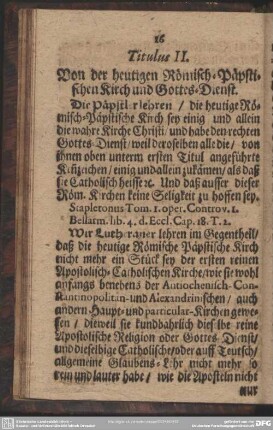 16
Titulus II.
Von der heutigen Römisch-Päpsti-
schen Kirch und Gottes-Dienst.
Die Päpstl. lehren / die heutige Rö-
misch-Päpstische Kirch sey einig und allein
die wahre Kirche Christi / und habe den rechten
Gottes-Dienst / weil deroselben alle die / von
ihnen oben unterm ersten Titul angeführte
einig und allein zukämen / als daß
sie Catholisch heisse ꝛc. Und daß ausser dieser
Röm. Kirchen keine Seligkeit zu hoffen sey.
Stapletonus Tom. 1. oper. Controv. 1.
Bellarm. lib. 4. d. Eccl. Cap. 18. T. 1.
Wir Lutheraner lehren im Gegentheil /
daß die heutige Römische Päpstische Kirch
nicht mehr ein Stück sey der ersten reinen
Apostolisch-Catholischen Kirche / wie sie wohl
anfangs benebens der Antiochenisch-Con-
stantinopolitan- und Alexandrinischen / auch
andern Haupt- und particular-Kirchen gewe-
sen / dieweil sie kundbahrlich dieselbe reine
Apostolische Religion oder Gottes-Dienst /
und dieselbige Catholische / oder auff Teutsch /
allgemeine Glaubens-Lehr nicht mehr so
rein und lauter habe / wie die Aposteln nicht
nur